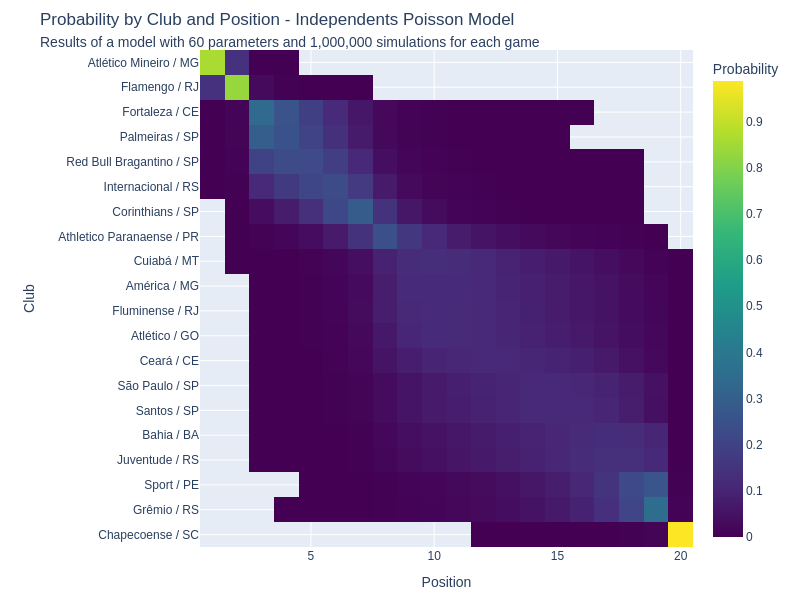 Probability by Club and Position - Independents Poisson Model
Results of a model with 60 parameters and 1,000,000 simulations for each game
Probability
Club
Atlético Mineiro / MG
Flamengo / RJ
Fortaleza / CE
Palmeiras / SP
Red Bull Bragantino / SP
Internacional / RS
Corinthians / SP
Athletico Paranaense / PR
Cuiabá / MT
América / MG
Fluminense / RJ
Atlético / GO
Ceará / CE
São Paulo / SP
Santos / SP
Bahia / BA
Juventude / RS
Sport / PE
Grêmio / RS
Chapecoense / SC
0.9
0.8
0.7
0.6
0.5
0.4
0.3
0.2
0.1
0
5 10 15 20
Position